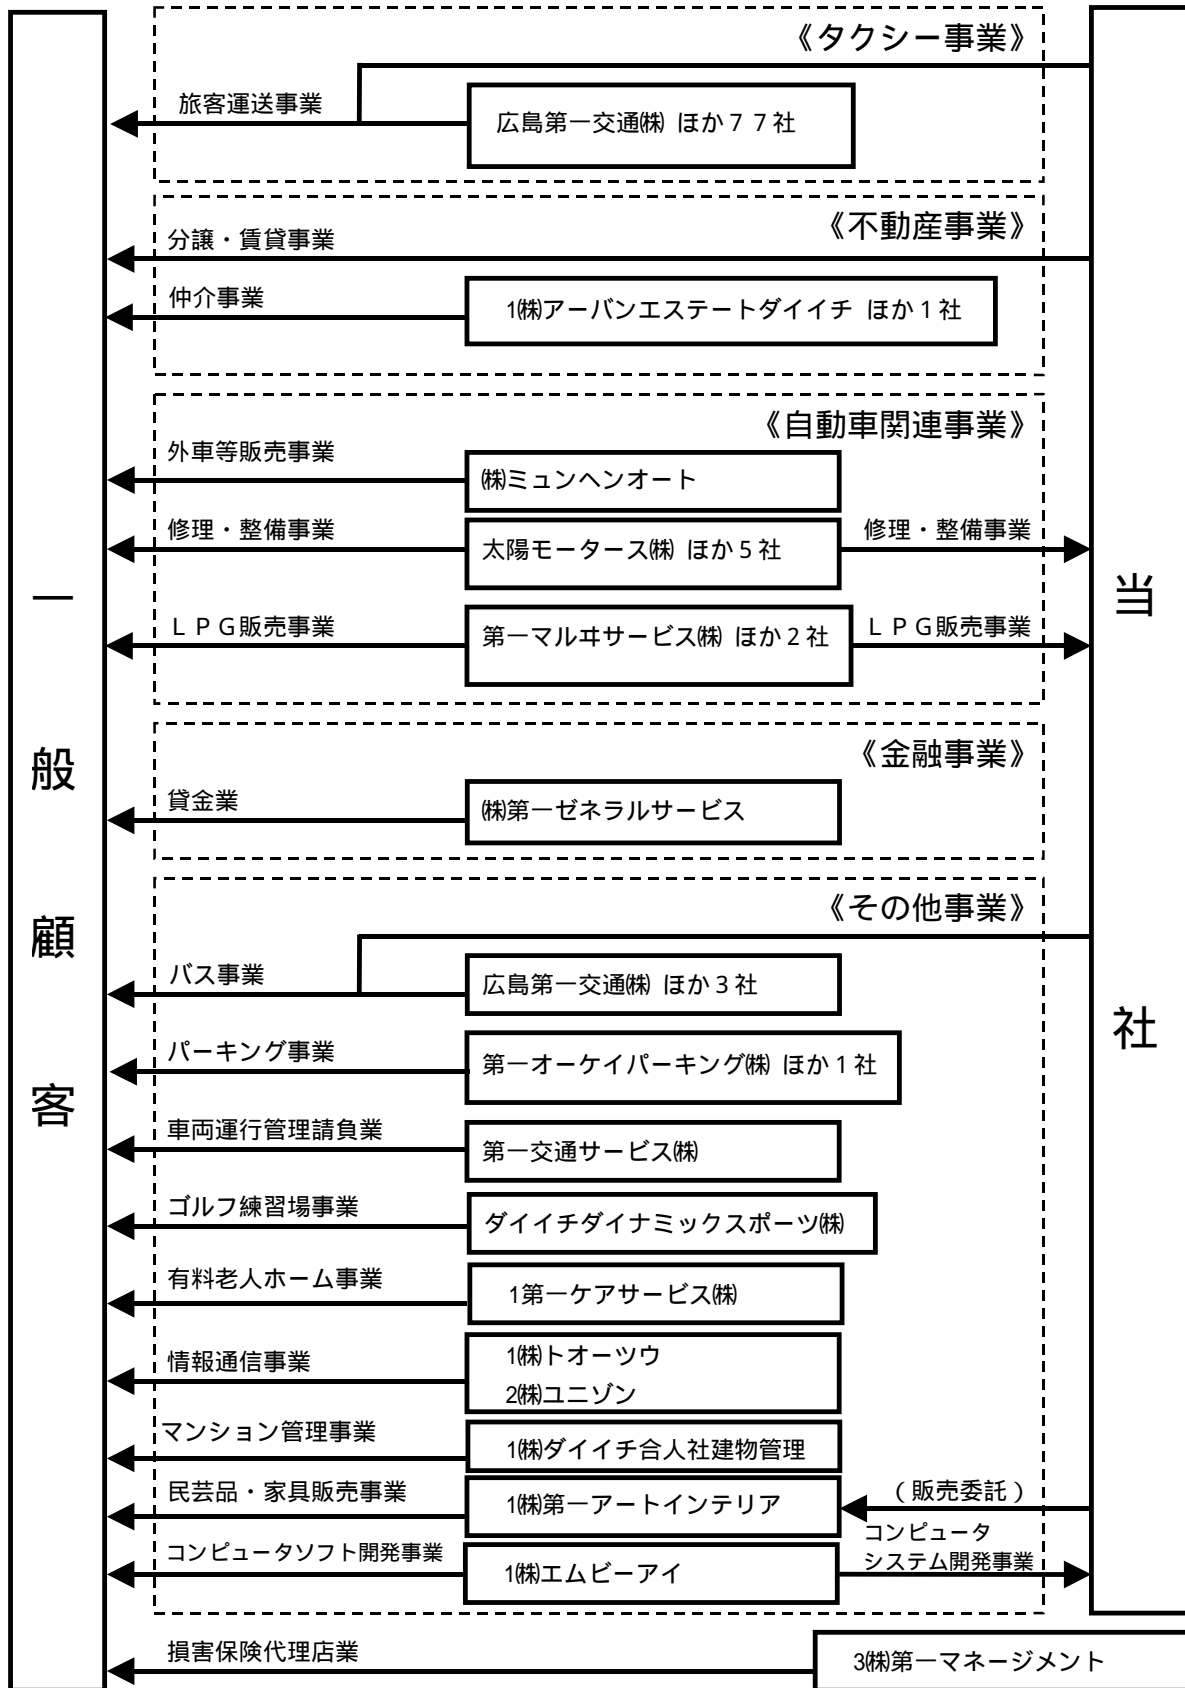 《タクシー事業》
旅客運送事業
広島第一交通㈱ ほか７７社
《不動産事業》
分譲・賃貸事業
仲介事業
1㈱アーバンエステートダイイチ ほか１社
《自動車関連事業》
外車等販売事業
㈱ミュンヘンオート
修理・整備事業
太陽モータース㈱ ほか５社
修理・整備事業
ＬＰＧ販売事業
第一マルヰサービス㈱ ほか２社
ＬＰＧ販売事業
《金融事業》
貸金業
㈱第一ゼネラルサービス
《その他事業》
バス事業
広島第一交通㈱ ほか３社
パーキング事業
第一オーケイパーキング㈱ ほか１社
車両運行管理請負業
第一交通サービス㈱
ゴルフ練習場事業
ダイイチダイナミックスポーツ㈱
有料老人ホーム事業
1第一ケアサービス㈱
情報通信事業
1㈱トオーツウ
2㈱ユニゾン
マンション管理事業
1㈱ダイイチ合人社建物管理
民芸品・家具販売事業
1㈱第一アートインテリア
（販売委託）
コンピュータソフト開発事業
1㈱エムビーアイ
コンピュータ
システム開発事業
損害保険代理店業
3㈱第一マネージメント
一般顧客
当社